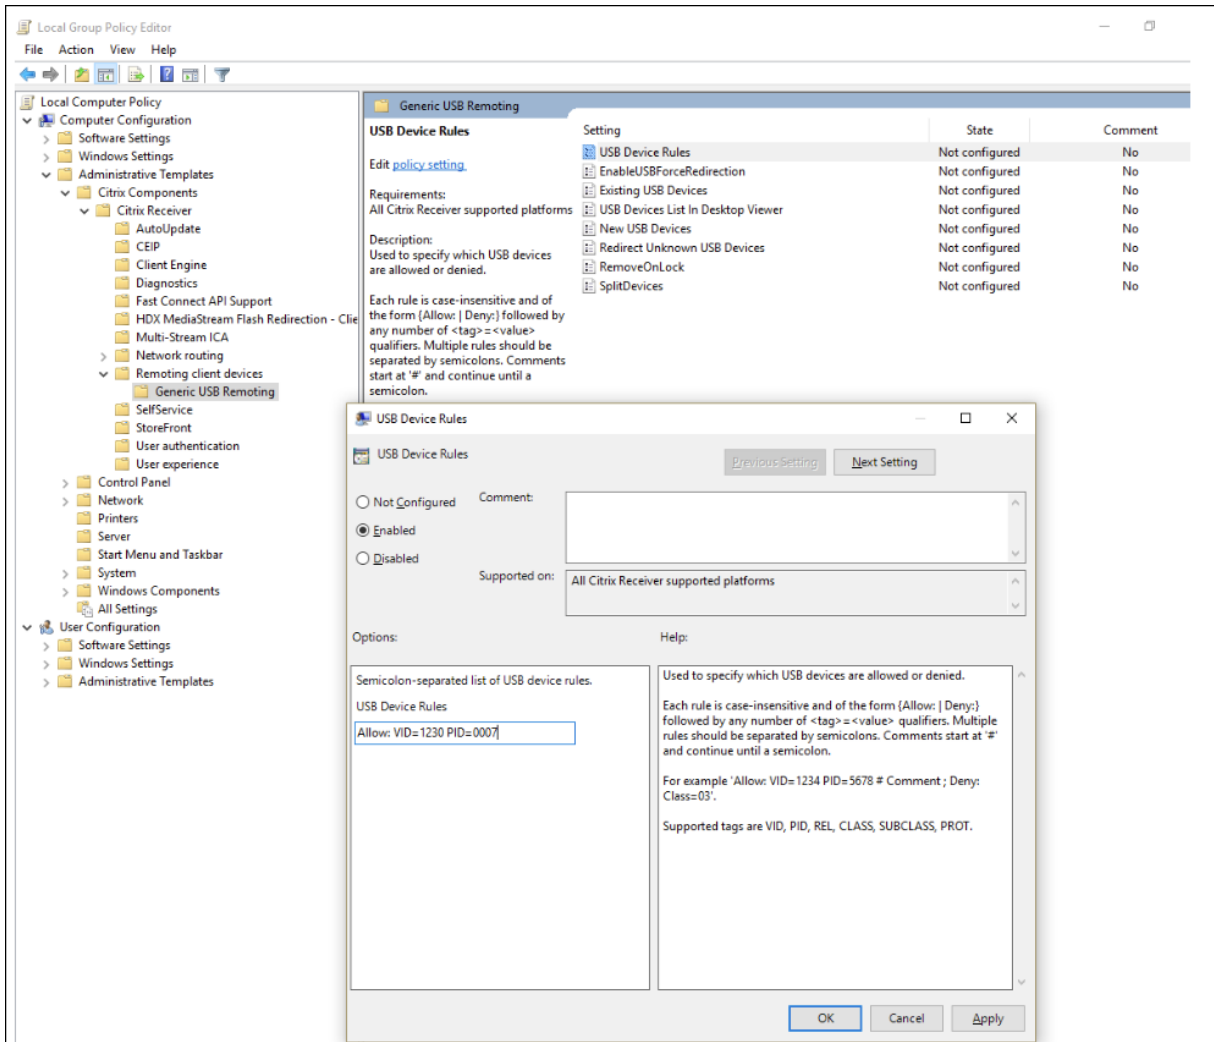 Local Group Policy Editor
File Action View Help
Local Computer Policy
Computer Configuration
Software Settings
Windows Settings
Administrative Templates
Citrix Components
Citrix Receiver
AutoUpdate
CEIP
Client Engine
Diagnostics
Fast Connect API Support
HDX MediaStream Flash Redirection - Clie
Multi-Stream ICA
Network routing
Remoting client devices
Generic USB Remoting
SelfService
StoreFront
User authentication
User experience
Control Panel
Network
Printers
Server
Start Menu and Taskbar
System
Windows Components
All Settings
User Configuration
Software Settings
Windows Settings
Administrative Templates
Generic USB Remoting
USB Device Rules
Edit policy setting
Requirements:
All Citrix Receiver supported platforms
Description:
Used to specify which USB devices
are allowed or denied.
Each rule is case-insensitive and of
the form {Allow: | Deny:} followed by
any number of <tag>=<value>
qualifiers. Multiple rules should be
separated by semicolons. Comments
start at '#' and continue until a
semicolon.
Setting State Comment
USB Device Rules Not configured No
EnableUSBForceRedirection Not configured No
Existing USB Devices Not configured No
USB Devices List In Desktop Viewer Not configured No
New USB Devices Not configured No
Redirect Unknown USB Devices Not configured No
RemoveOnLock Not configured No
SplitDevices Not configured No
USB Device Rules
USB Device Rules
Previous Setting Next Setting
Not Configured
Enabled
Disabled
Comment:
Supported on: All Citrix Receiver supported platforms
Options:
Semicolon-separated list of USB device rules.
USB Device Rules
Allow: VID=1230 PID=0007
Help:
Used to specify which USB devices are allowed or denied.
Each rule is case-insensitive and of the form {Allow: | Deny:}
followed by any number of <tag>=<value> qualifiers. Multiple
rules should be separated by semicolons. Comments start at '#'
and continue until a semicolon.
For example 'Allow: VID=1234 PID=5678 # Comment ; Deny:
Class=03'.
Supported tags are VID, PID, REL, CLASS, SUBCLASS, PROT.
OK Cancel Apply